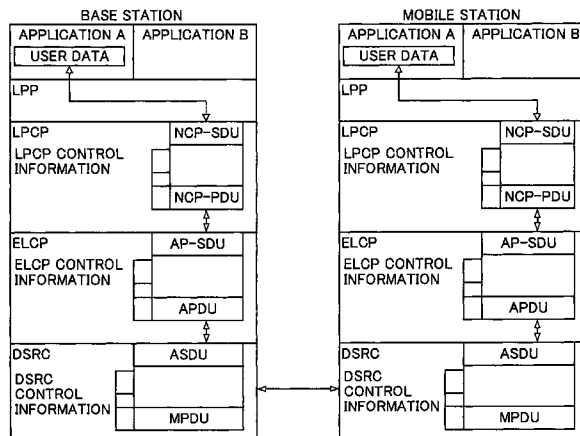 BASE STATION
APPLICATION A
APPLICATION B
USER DATA
LPP
LPCP
NCP-SDU
LPCP CONTROL
INFORMATION
NCP-PDU
ELCP
AP-SDU
ELCP CONTROL
INFORMATION
APDU
DSRC
ASDU
DSRC
CONTROL
INFORMATION
MPDU
MOBILE STATION
APPLICATION A
APPLICATION B
USER DATA
LPP
LPCP
NCP-SDU
LPCP CONTROL
INFORMATION
NCP-PDU
ELCP
AP-SDU
ELCP CONTROL
INFORMATION
APDU
DSRC
ASDU
DSRC
CONTROL
INFORMATION
MPDU